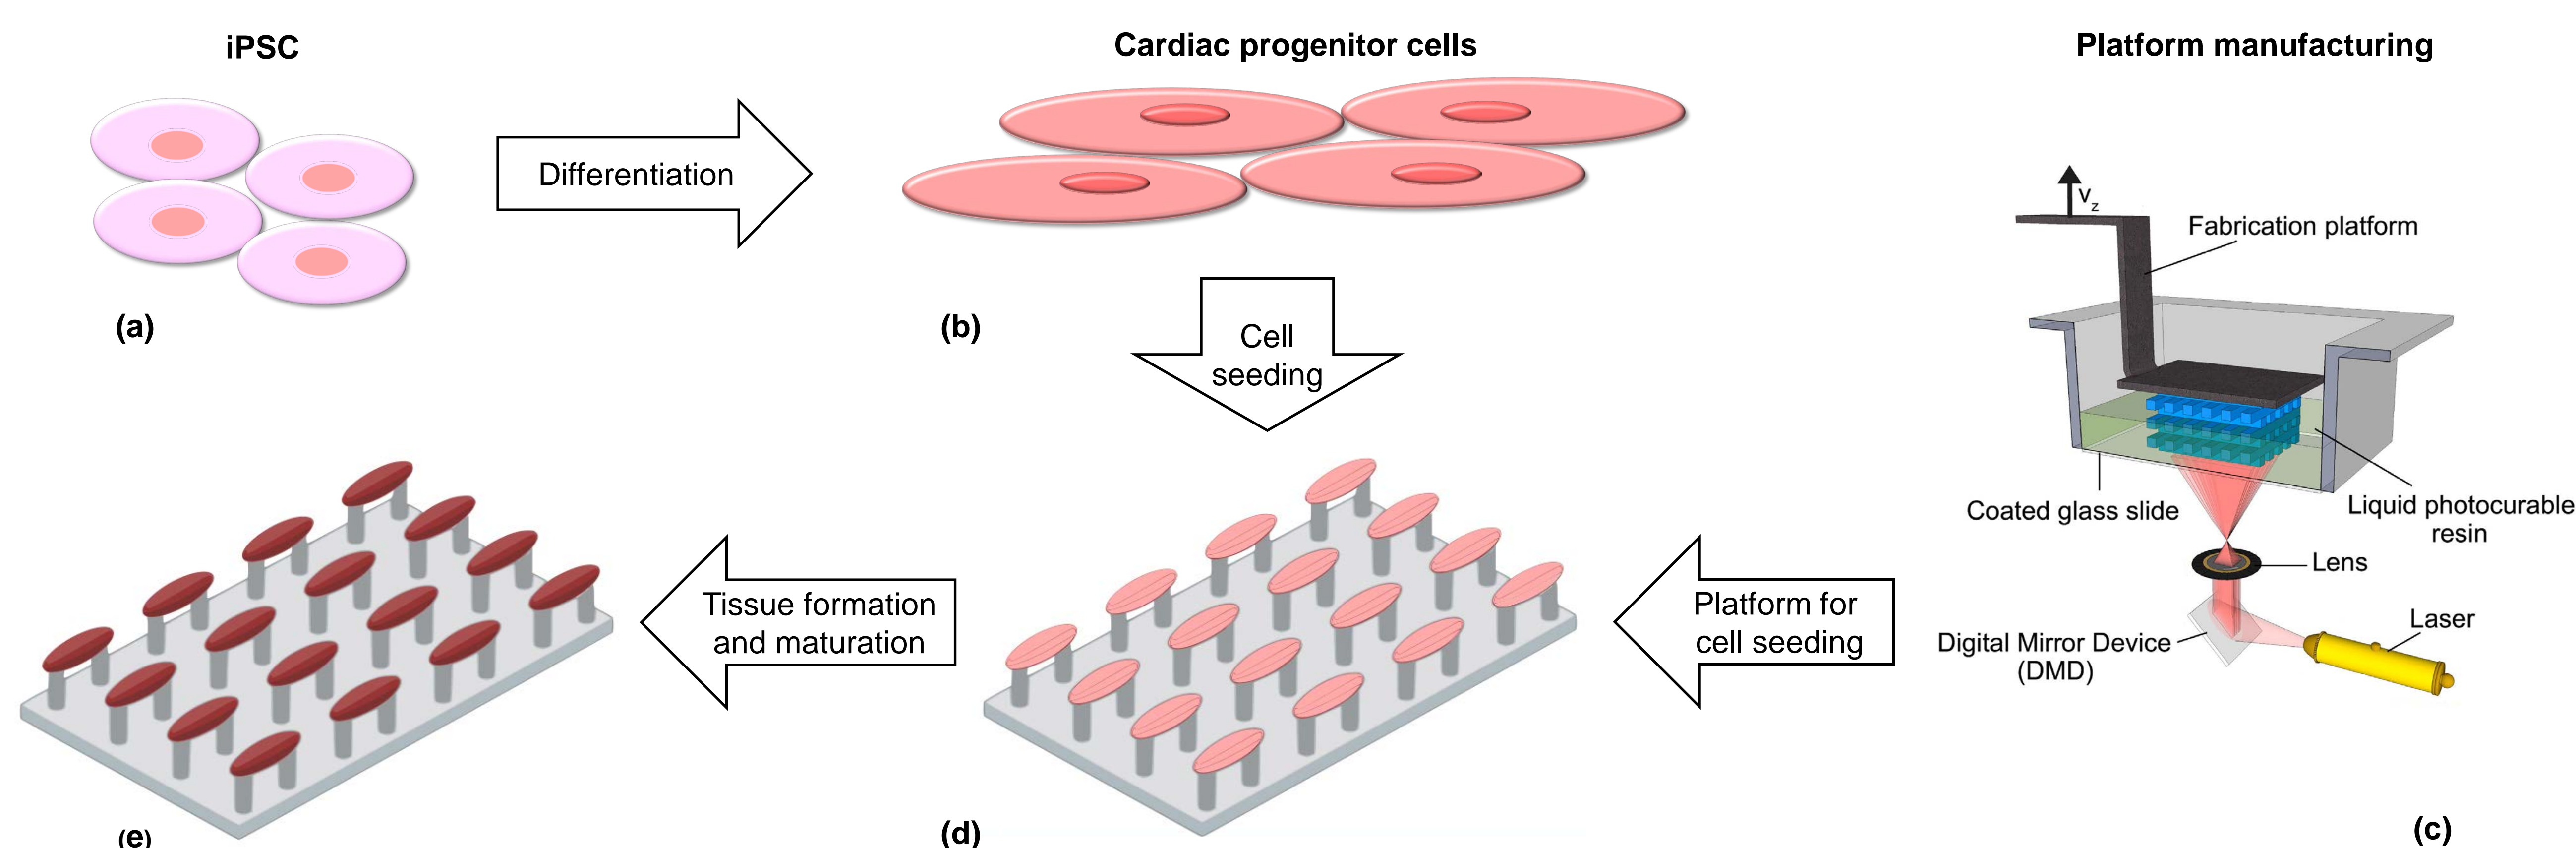 iPSC
Cardiac progenitor cells
Platform manufacturing
Differentiation
V z
Fabrication platform
(a)
(b)
Cell
seeding
Coated glass slide
Liquid photocurable
resin
Lens
Tissue formation
and maturation
Platform for
cell seeding
Laser
Digital Mirror Device
(DMD)
(e)
(d)
(c)